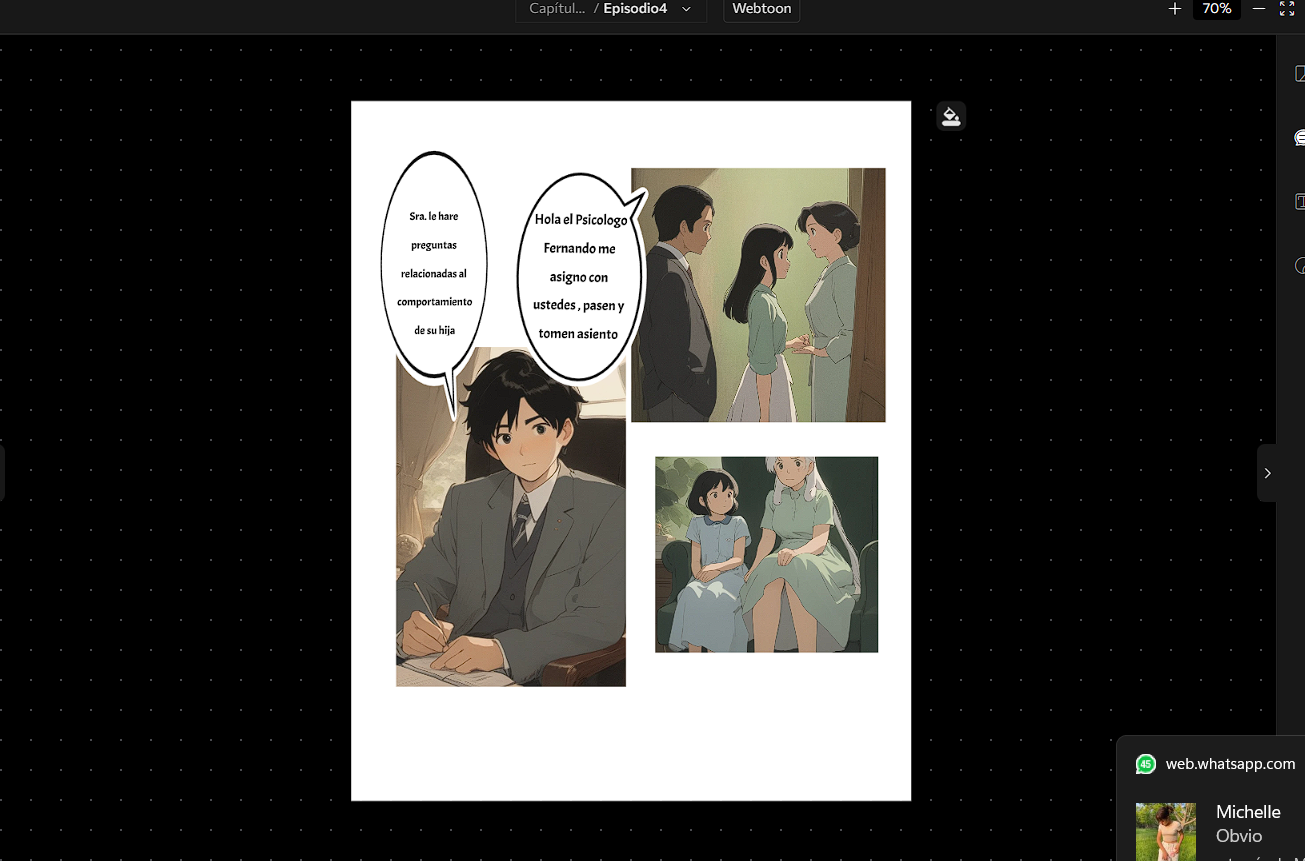 Capítul... / Episodio4
Webtoon
70%
Sra. le hare
preguntas
relacionadas al
comportamiento
de su hija
Hola el Psicologo
Fernando me
asigno con
ustedes , pasen y
tomen asiento
45
web.whatsapp.com
Michelle
Obvio